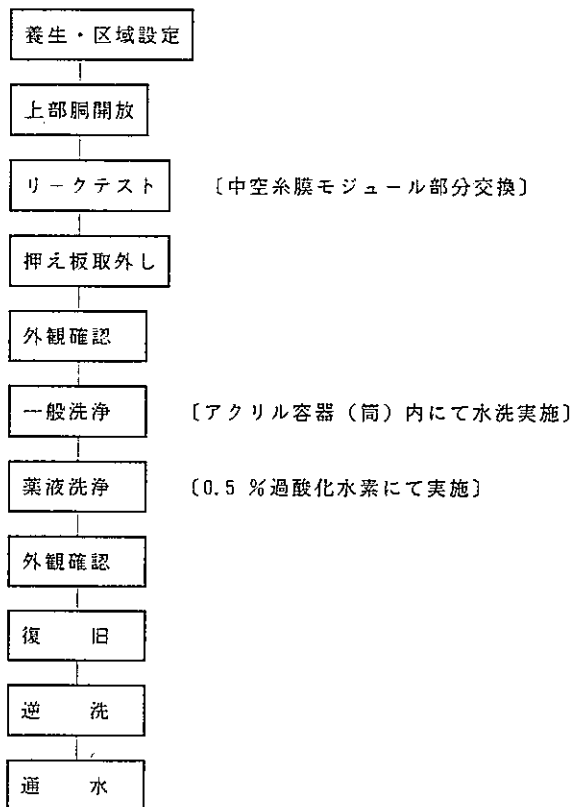 養生・区域設定
上部胴開放
リークテスト 〔中空糸膜モジュール部分交換〕
押え板取外し
外観確認
一般洗浄 〔アクリル容器（筒）内にて水洗実施〕
薬液洗浄 〔0.5 %過酸化水素にて実施〕
外観確認
復 旧
逆 洗
通 水